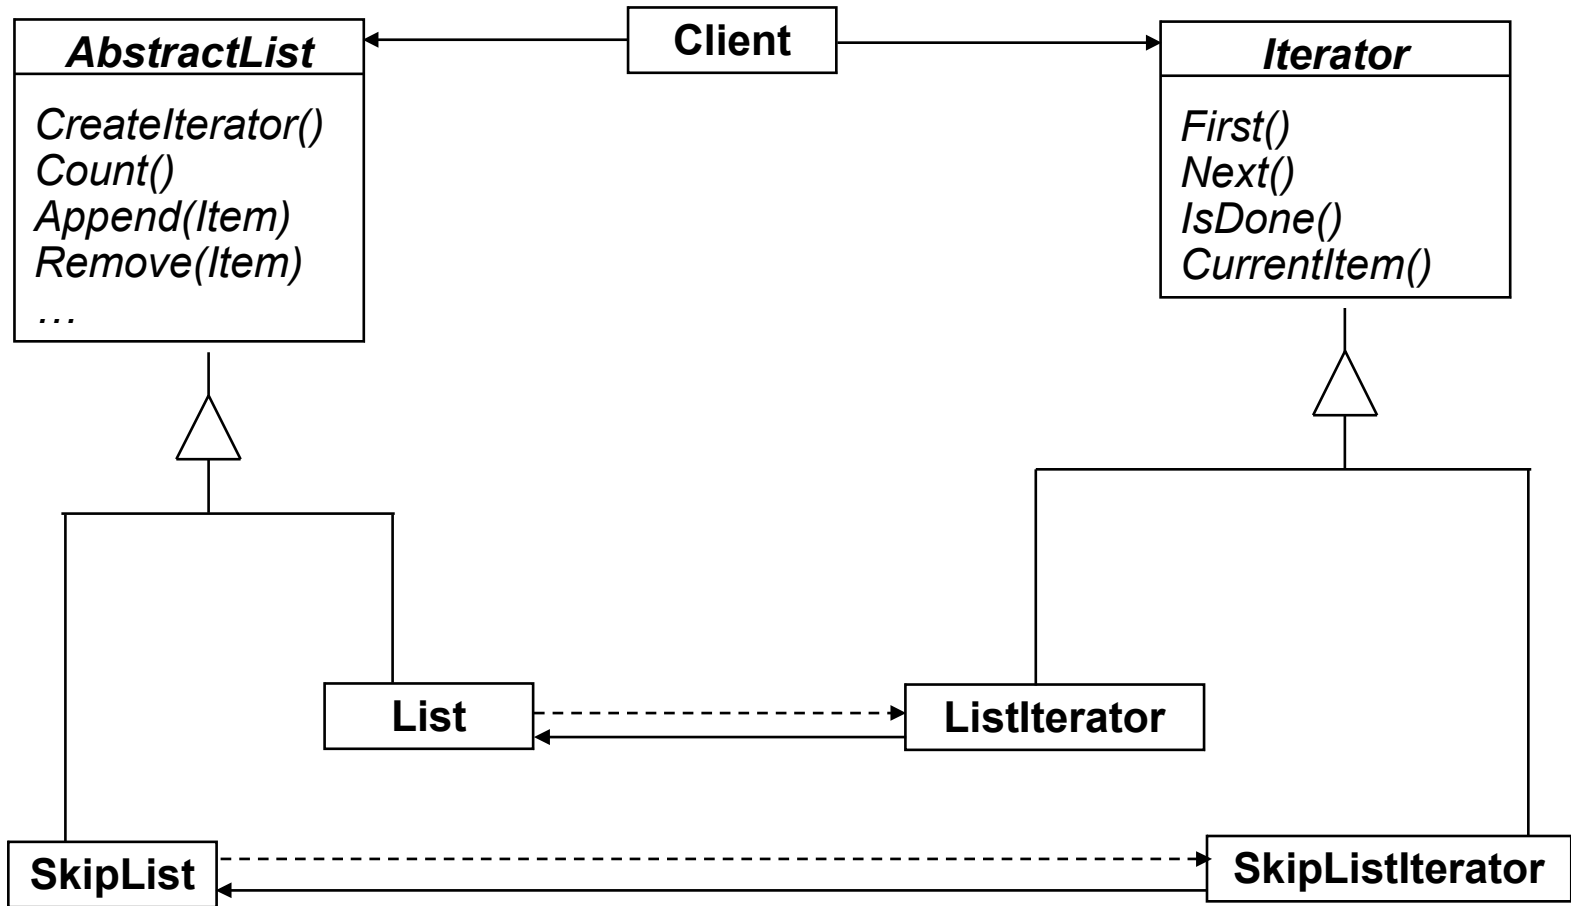 AbstractList
CreateIterator()
Count()
Append(Item)
Remove(Item)
…
Client
Iterator
First()
Next()
IsDone()
CurrentItem()
List
ListIterator
SkipList
SkipListIterator